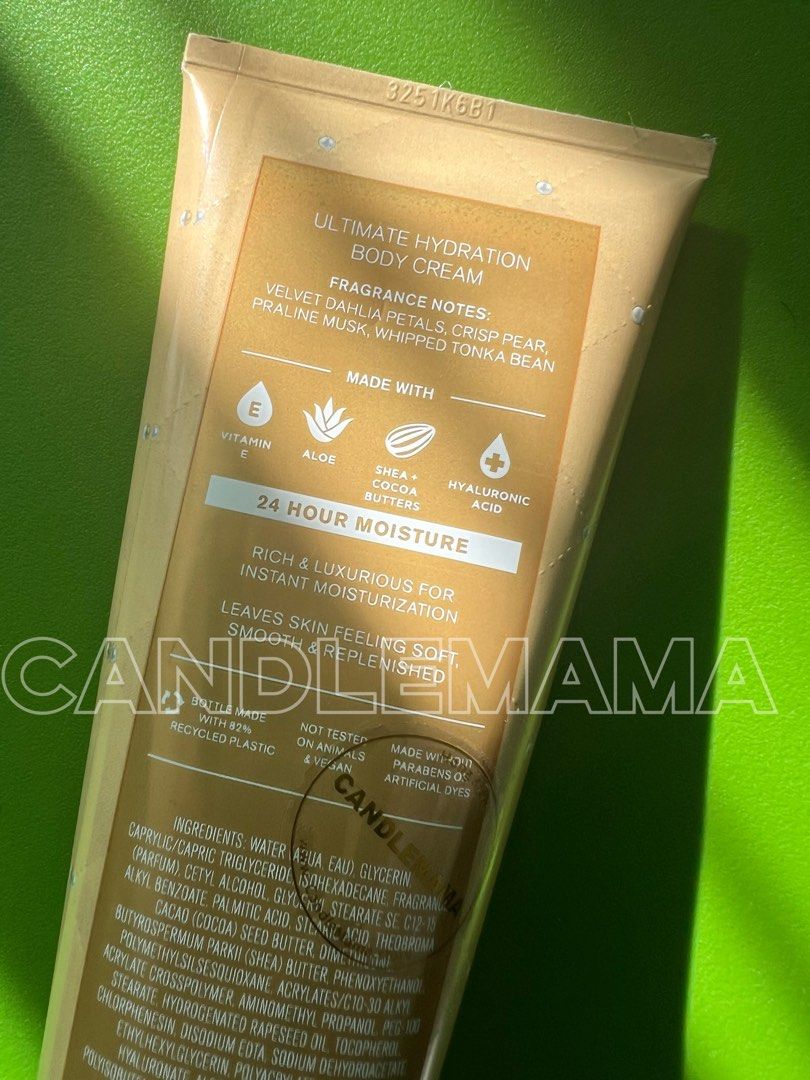 3251K6B1
ULTIMATE HYDRATION
BODY CREAM
FRAGRANCE NOTES:
VELVET DAHLIA PETALS, CRISP PEAR,
PRALINE MUSK, WHIPPED TONKA BEAN
MADE WITH
E
VITAMIN
E
ALOE
SHEA +
COCOA
BUTTERS
HYALURONIC
ACID
24 HOUR MOISTURE
RICH & LUXURIOUS FOR
INSTANT MOISTURIZATION
LEAVES SKIN FEELING SOFT,
SMOOTH & REPLENISHED
CANDLEMAMA
BOTTLE MADE
WITH 82%
RECYCLED PLASTIC
NOT TESTED
ON ANIMALS
& VEGAN
MADE WITHOUT
PARABENS OR
ARTIFICIAL DYES
CANDLEMAMA
INGREDIENTS: WATER (AQUA, EAU), GLYCERIN,
CAPRYLIC/CAPRIC TRIGLYCERIDE, ISOHEXADECANE, FRAGRANCE
(PARFUM), CETYL ALCOHOL, GLYCERYL STEARATE SE, C12-15
ALKYL BENZOATE, PALMITIC ACID, STEARIC ACID, THEOBROMA
CACAO (COCOA) SEED BUTTER, DIMETHICONE,
BUTYROSPERMUM PARKII (SHEA) BUTTER, PHENOXYETHANOL,
POLYMETHYLSILSESQUIOXANE, ACRYLATES/C10-30 ALKYL
ACRYLATE CROSSPOLYMER, AMINOMETHYL PROPANOL, PEG-100
STEARATE, HYDROGENATED RAPESEED OIL, TOCOPHEROL,
CHLORPHENESIN, DISODIUM EDTA, SODIUM DEHYDROACETATE,
ETHYLHEXYLGLYCERIN,
HYALURONATE,